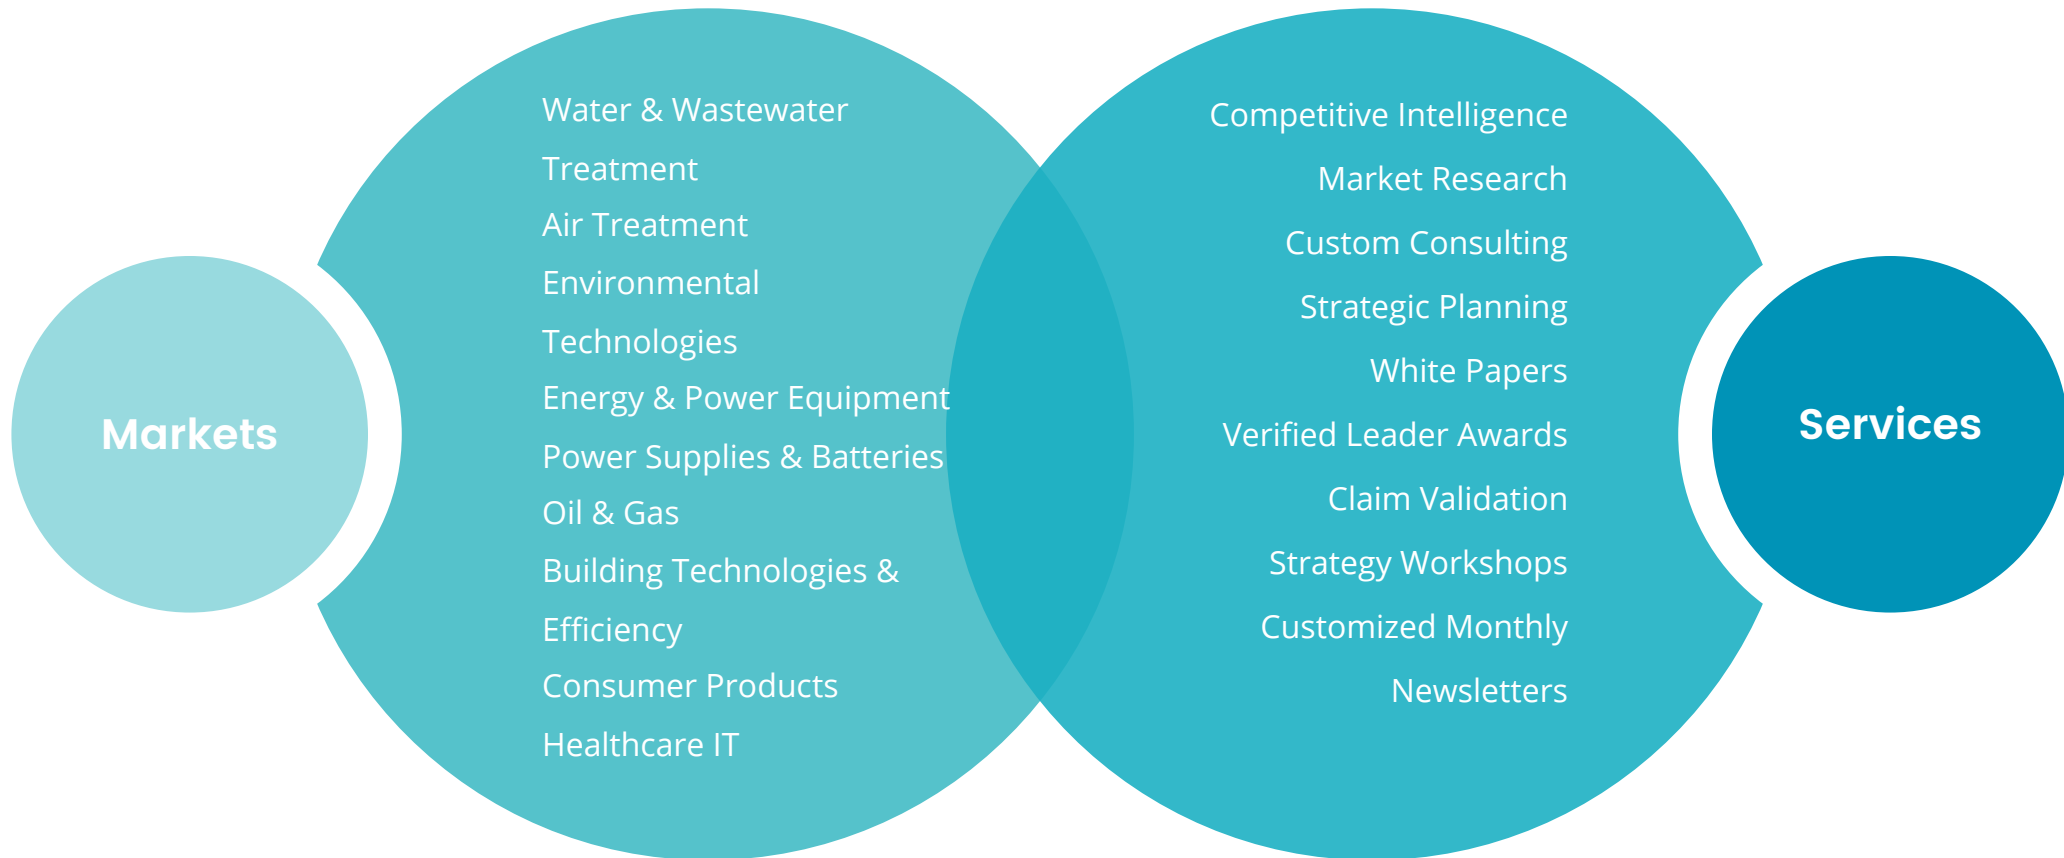 Markets
Water & Wastewater
Treatment
Air Treatment
Environmental
Technologies
Energy & Power Equipment
Power Supplies & Batteries
Oil & Gas
Building Technologies &
Efficiency
Consumer Products
Healthcare IT
Competitive Intelligence
Market Research
Custom Consulting
Strategic Planning
White Papers
Verified Leader Awards
Claim Validation
Strategy Workshops
Customized Monthly
Newsletters
Services